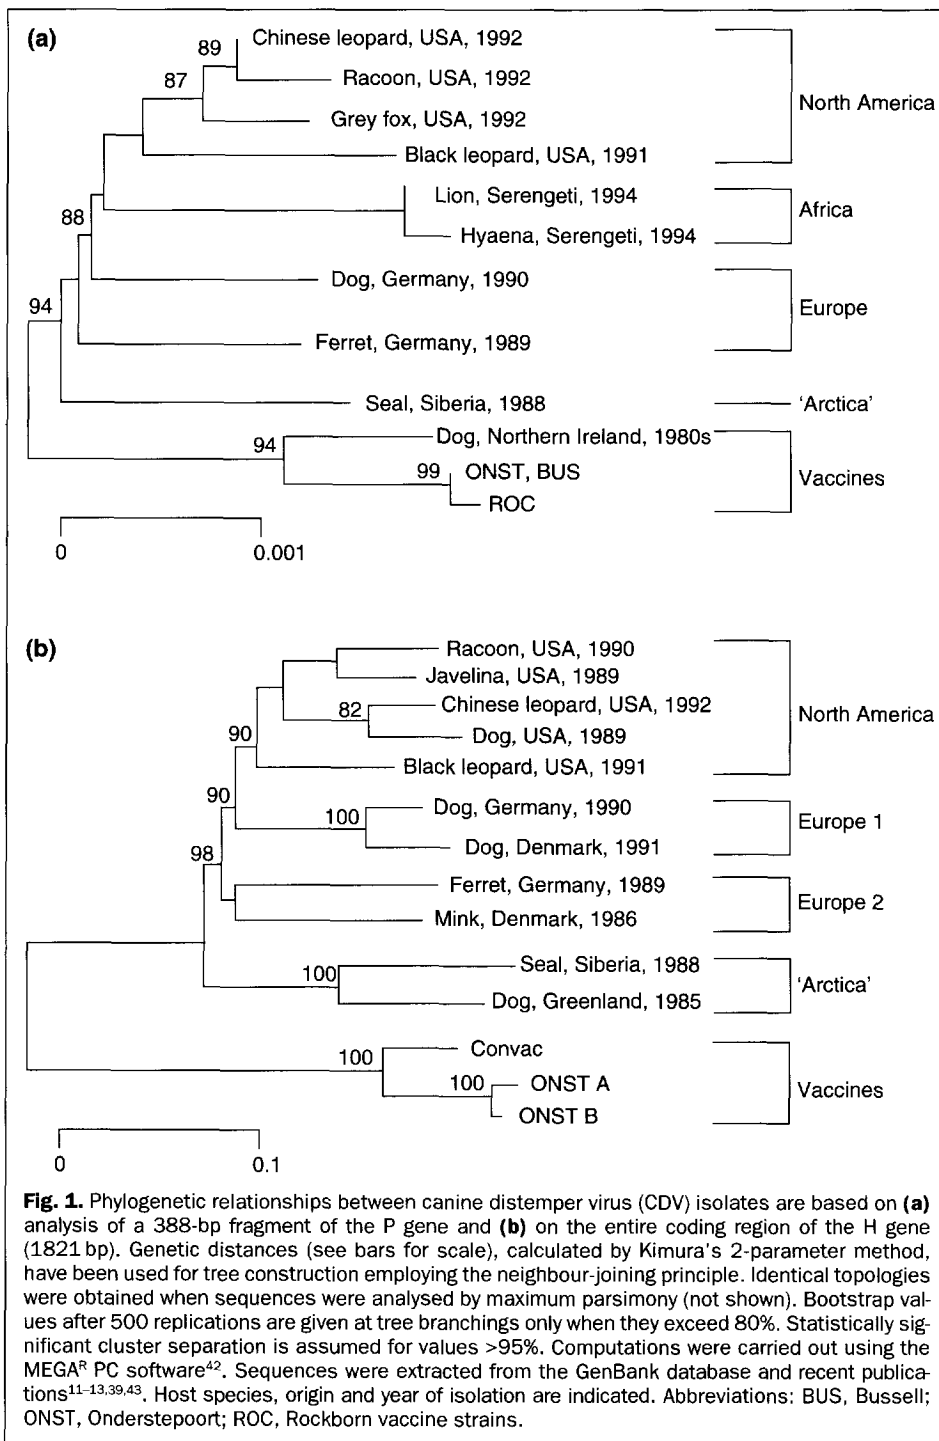 (a)
89
Chinese leopard, USA, 1992
87
Racoon, USA, 1992
Grey fox, USA, 1992
Black leopard, USA, 1991
North America
Lion, Serengeti, 1994
Hyaena, Serengeti, 1994
Africa
88
Dog, Germany, 1990
Ferret, Germany, 1989
Europe
94
Seal, Siberia, 1988
'Arctica'
94
Dog, Northern Ireland, 1980s
99
ONST, BUS
ROC
Vaccines
0
0.001
(b)
Racoon, USA, 1990
Javelina, USA, 1989
82
Chinese leopard, USA, 1992
Dog, USA, 1989
90
Black leopard, USA, 1991
North America
90
100
Dog, Germany, 1990
Dog, Denmark, 1991
Europe 1
98
Ferret, Germany, 1989
Mink, Denmark, 1986
Europe 2
100
Seal, Siberia, 1988
Dog, Greenland, 1985
'Arctica'
100
Convac
100
ONST A
ONST B
Vaccines
0
0.1
Fig. 1. Phylogenetic relationships between canine distemper virus (CDV) isolates are based on (a)
analysis of a 388-bp fragment of the P gene and (b) on the entire coding region of the H gene
(1821 bp). Genetic distances (see bars for scale), calculated by Kimura's 2-parameter method,
have been used for tree construction employing the neighbour-joining principle. Identical topologies
were obtained when sequences were analysed by maximum parsimony (not shown). Bootstrap val-
ues after 500 replications are given at tree branchings only when they exceed 80%. Statistically sig-
nificant cluster separation is assumed for values >95%. Computations were carried out using the
MEGAᴿ PC software⁴². Sequences were extracted from the GenBank database and recent publica-
tions¹¹⁻¹³,³⁹,⁴³. Host species, origin and year of isolation are indicated. Abbreviations: BUS, Bussell;
ONST, Onderstepoort; ROC, Rockborn vaccine strains.